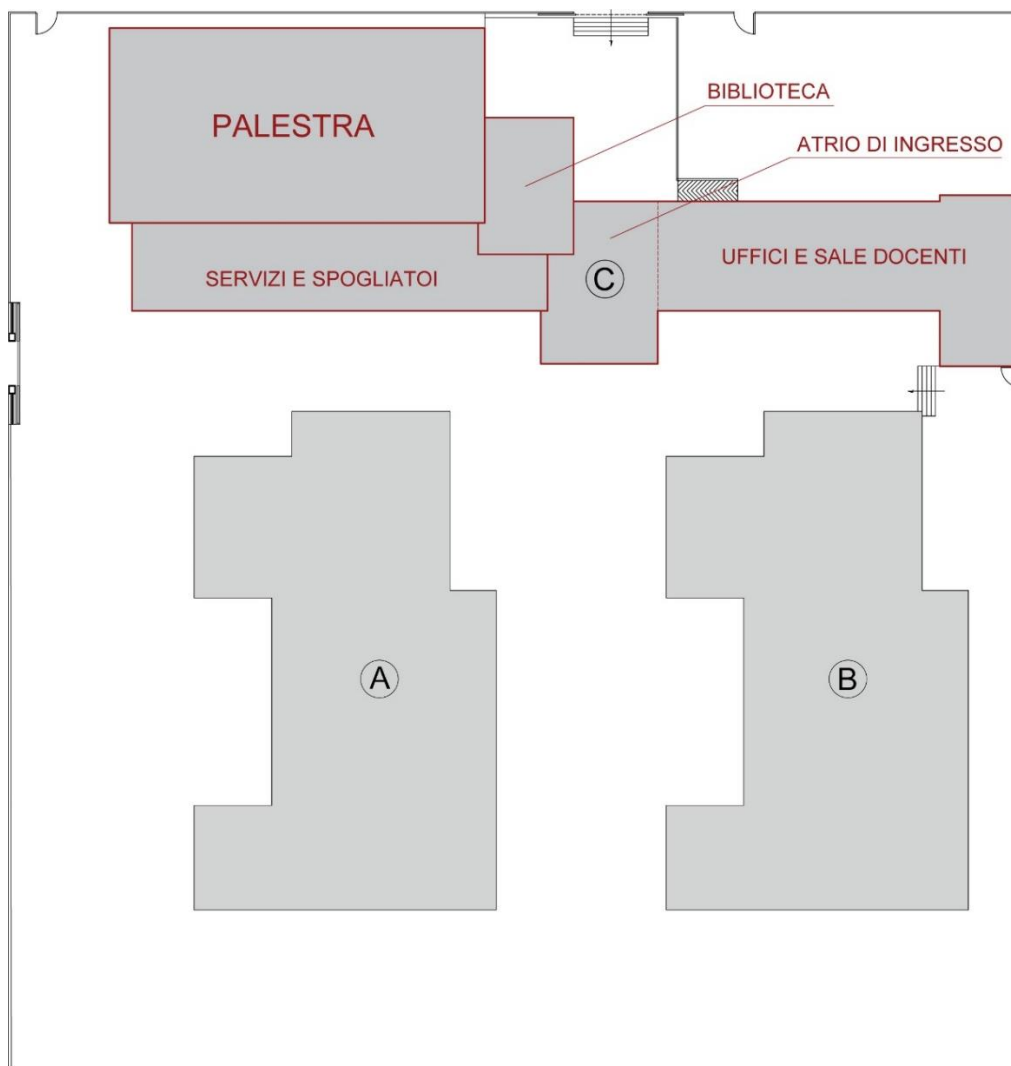 BIBLIOTECA
PALESTRA
ATRIO DI INGRESSO
UFFICI E SALE DOCENTI
SERVIZI E SPOGLIATOI
C
A
B